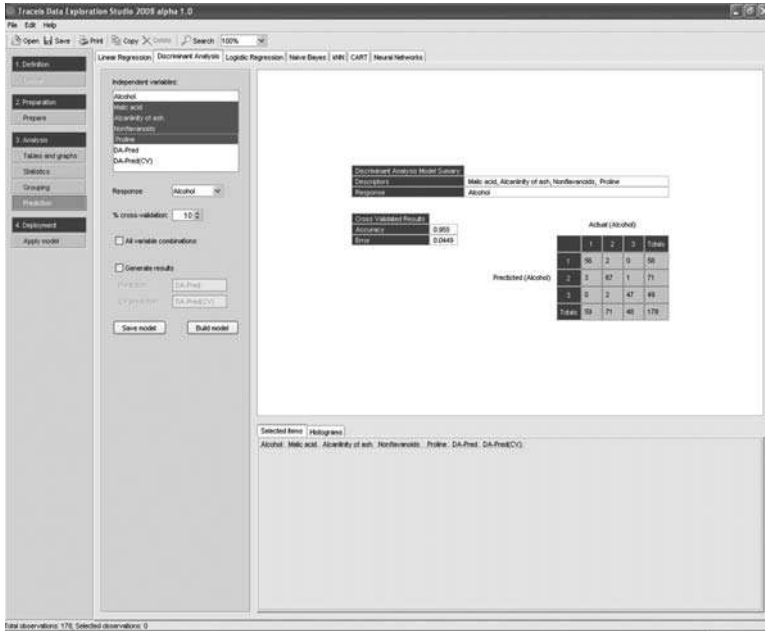 Traceis Data Exploration Studio 2009 alpha 1.0
File Edit Help
Open Save Print Copy Delete Search 100%
Linear Regression Discriminant Analysis Logistic Regression Naive Bayes kNN CART Neural Networks
1. Definition
2. Preparation
Prepare
3. Analysis
Tables and graphs
Statistics
Grouping
Prediction
4. Deployment
Apply model
Independent variables:
Alcohol
Malic acid
Alcanlinity of ash
Nonflavanoids
Proline
DA-Pred
DA-Pred(CV)
Response Alcohol
% cross-validation: 10
All variable combinations
Generate results
Prediction: DA-Pred
DA-Pred(CV)
Save model Build model
Discriminant Analysis Model Sumary
Descriptors Malic acid, Alcanlinity of ash, Nonflavanoids, Proline
Response Alcohol
Cross Validated Results
Accuracy 0.955
Error 0.0449
Actual (Alcohol)
1 2 3 Totals
Predicted (Alcohol)
1 56 2 0 58
2 3 67 1 71
3 0 2 47 49
Totals 59 71 48 178
Selected items Histograms
Alcohol Malic acid Alcanlinity of ash Nonflavanoids Proline DA-Pred DA-Pred(CV)
Total observations: 178, Selected observations: 0